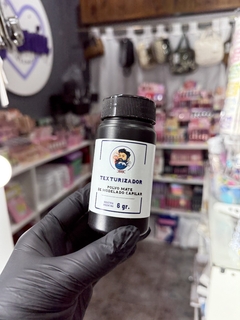 TEXTURIZADOR
POLVO MATE
DE MODELADO CAPILAR
6 gr.